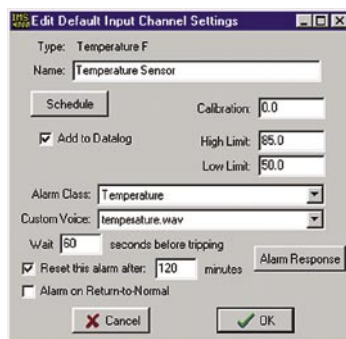 IMS 4000 Edit Default Input Channel Settings
Type: Temperature F
Name: Temperature Sensor
Schedule
Calibration: 0.0
Add to Datalog
High Limit: 85.0
Low Limit: 50.0
Alarm Class: Temperature
Custom Voice: temperature.wav
Wait 60 seconds before tripping
Reset this alarm after: 120 minutes
Alarm Response
Alarm on Return-to-Normal
Cancel
OK